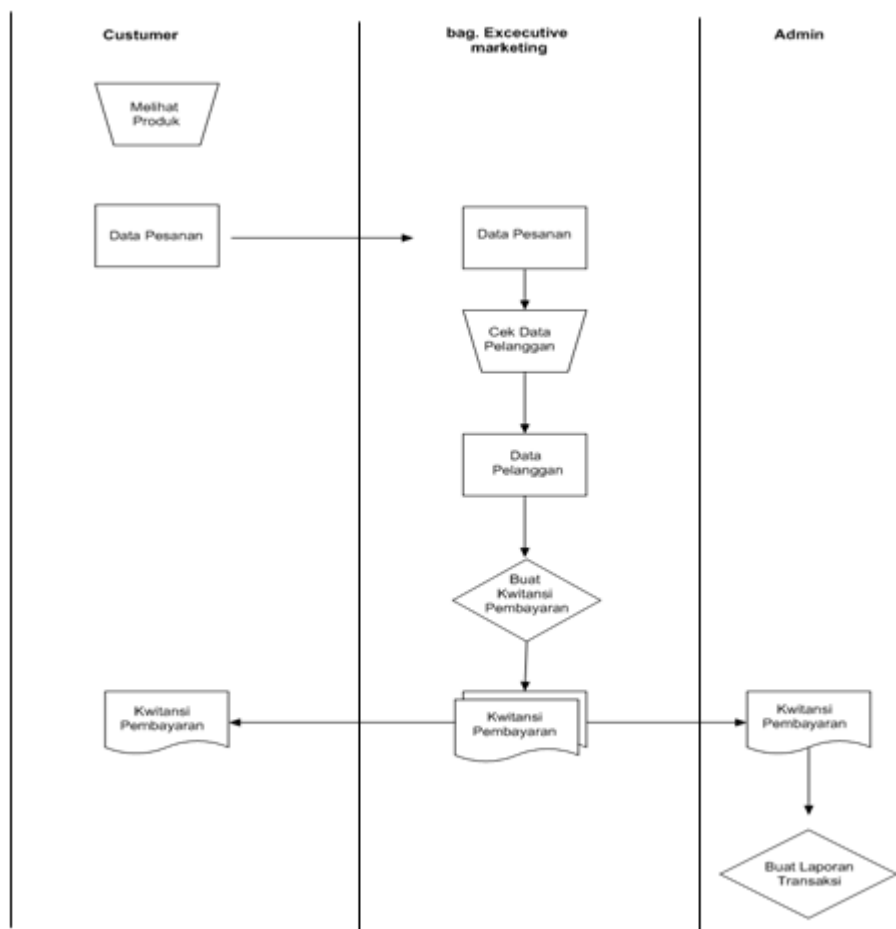 Custumer
bag. Excecutive
marketing
Admin
Melihat
Produk
Data Pesanan
Data Pesanan
Cek Data
Pelanggan
Data
Pelanggan
Buat
Kwitansi
Pembayaran
Kwitansi
Pembayaran
Kwitansi
Pembayaran
Kwitansi
Pembayaran
Buat Laporan
Transaksi